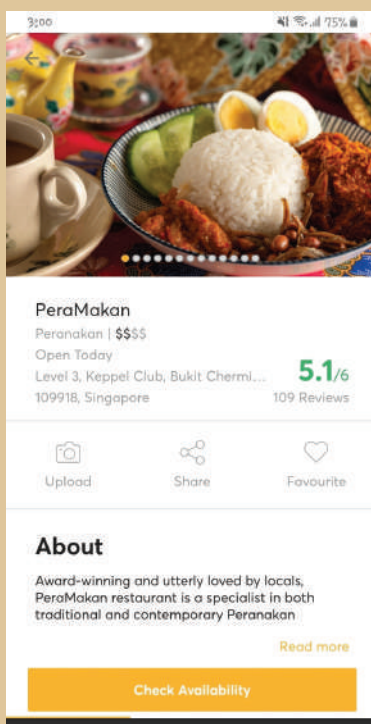 3:00 75%
PeraMakan
Peranakan | $$$$
Open Today
Level 3, Keppel Club, Bukit Chermi...
109918, Singapore
5.1/6
109 Reviews
Upload
Share
Favourite
About
Award-winning and utterly loved by locals,
PeraMakan restaurant is a specialist in both
traditional and contemporary Peranakan
Read more
Check Availability